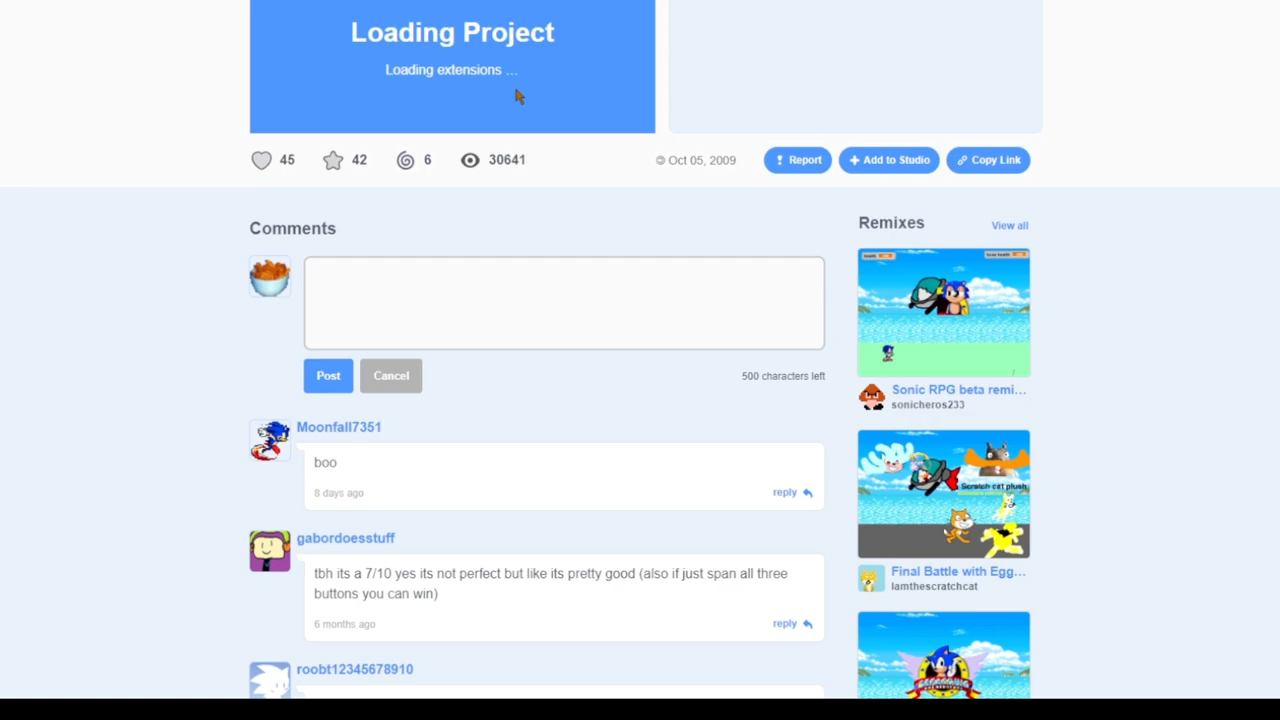 Loading Project
Loading extensions ...
45
42
6
30641
Oct 05, 2009
Report
Add to Studio
Copy Link
Comments
Post
Cancel
500 characters left
Moonfall7351
boo
8 days ago
reply
gabordoesstuff
tbh its a 7/10 yes its not perfect but like its pretty good (also if just span all three
buttons you can win)
6 months ago
reply
roobt12345678910
Remixes
View all
Sonic RPG beta remi...
sonicheros233
Scratch cat plush
Final Battle with Egg...
Iamthescratchcat